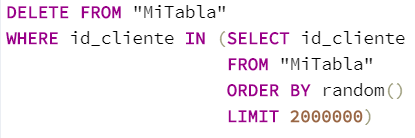 DELETE FROM "MiTabla"
WHERE id_cliente IN (SELECT id_cliente
FROM "MiTabla"
ORDER BY random()
LIMIT 2000000)